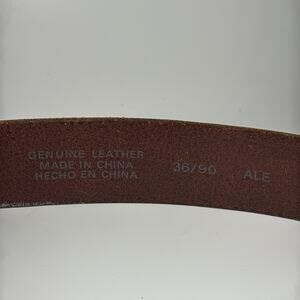 GENUINE LEATHER
MADE IN CHINA 36/90 ALE
HECHO EN CHINA